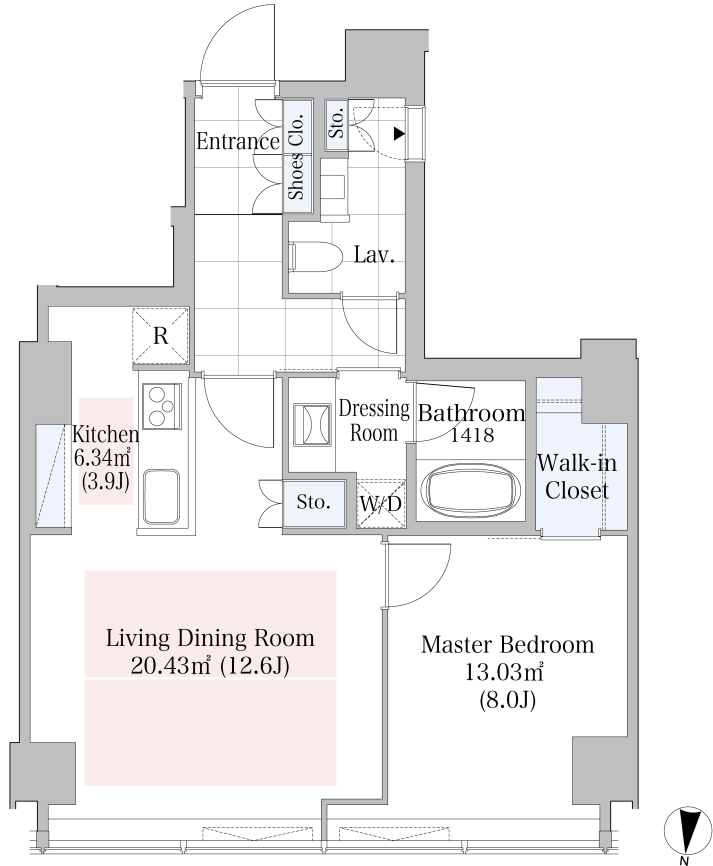 Entrance
Shoes Clo.
Sto.
Lav.
R
Kitchen
6.34㎡
(3.9J)
Dressing
Room
Bathroom
1418
Walk-in
Closet
Sto.
W/D
Living Dining Room
20.43㎡ (12.6J)
Master Bedroom
13.03㎡
(8.0J)
N